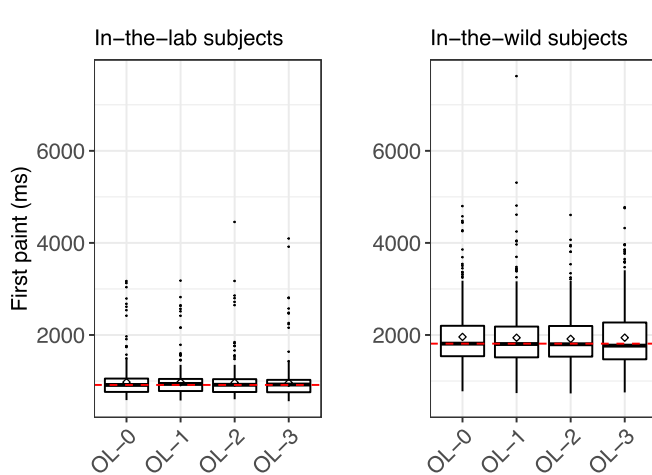 In−the−lab subjects
In−the−wild subjects
First paint (ms)
6000
4000
2000
6000
4000
2000
OL−0 OL−1 OL−2 OL−3
OL−0 OL−1 OL−2 OL−3